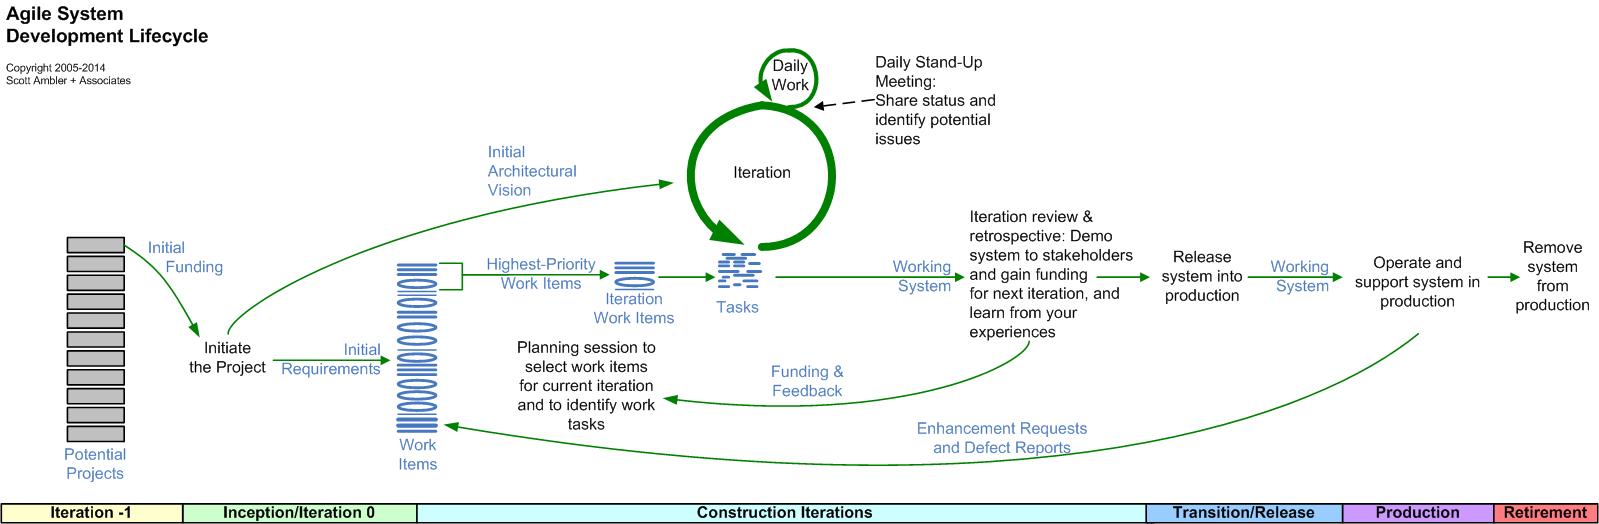 Agile System
Development Lifecycle
Copyright 2005-2014
Scott Ambler + Associates
Daily
Work
Daily Stand-Up
Meeting:
Share status and
identify potential
issues
Iteration
Initial
Architectural
Vision
Initial
Funding
Potential
Projects
Initiate
the Project
Initial
Requirements
Work
Items
Highest-Priority
Work Items
Iteration
Work Items
Tasks
Planning session to
select work items
for current iteration
and to identify work
tasks
Working
System
Iteration review &
retrospective: Demo
system to stakeholders
and gain funding
for next iteration, and
learn from your
experiences
Funding &
Feedback
Release
system into
production
Working
System
Operate and
support system in
production
Remove
system
from
production
Enhancement Requests
and Defect Reports
Iteration -1
Inception/Iteration 0
Construction Iterations
Transition/Release
Production
Retirement